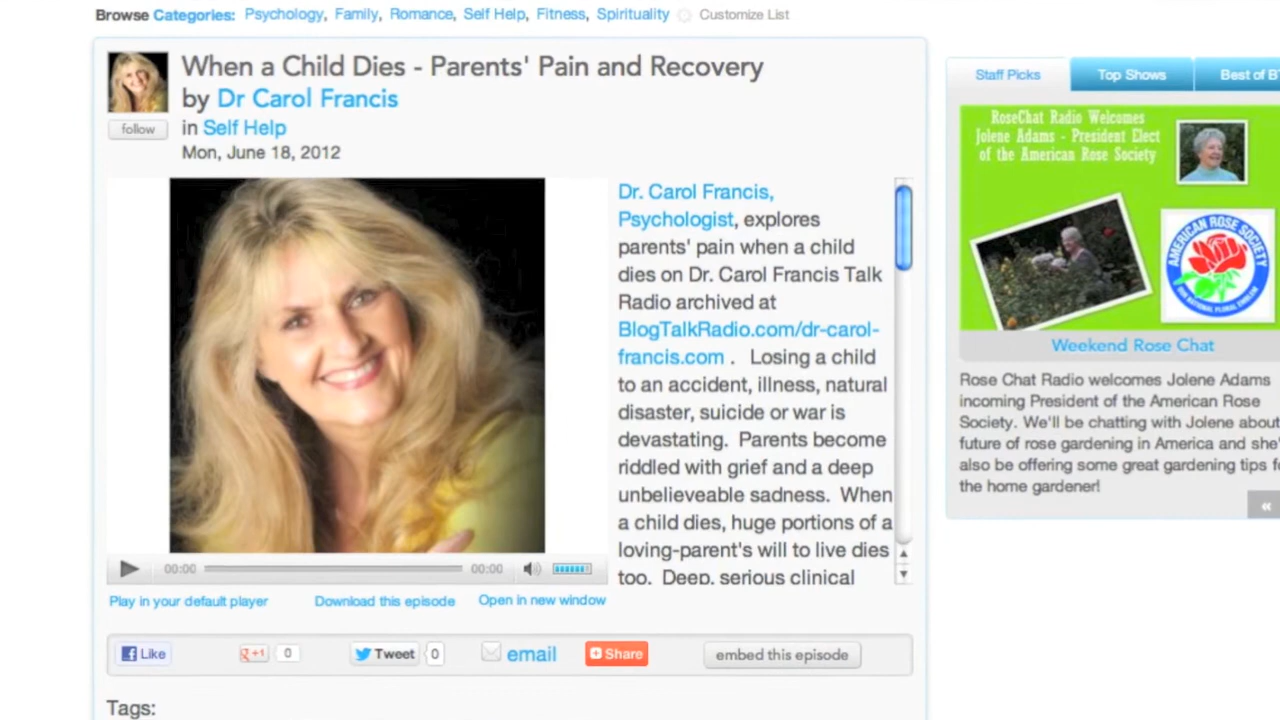 Browse Categories: Psychology, Family, Romance, Self Help, Fitness, Spirituality Customize List
When a Child Dies - Parents' Pain and Recovery
by Dr Carol Francis
follow
in Self Help
Mon, June 18, 2012
Dr. Carol Francis,
Psychologist, explores
parents' pain when a child
dies on Dr. Carol Francis Talk
Radio archived at
BlogTalkRadio.com/dr-carol-
francis.com . Losing a child
to an accident, illness, natural
disaster, suicide or war is
devastating. Parents become
riddled with grief and a deep
unbelieveable sadness. When
a child dies, huge portions of a
loving-parent's will to live dies
too. Deep, serious clinical
00:00 00:00
Play in your default player Download this episode Open in new window
Like +1 0 Tweet 0 email Share embed this episode
Tags:
Staff Picks Top Shows Best of BT
RoseChat Radio Welcomes
Jolene Adams - President Elect
of the American Rose Society
AMERICAN ROSE SOCIETY
Weekend Rose Chat
Rose Chat Radio welcomes Jolene Adams
incoming President of the American Rose
Society. We'll be chatting with Jolene about
future of rose gardening in America and she'
also be offering some great gardening tips f
the home gardener!